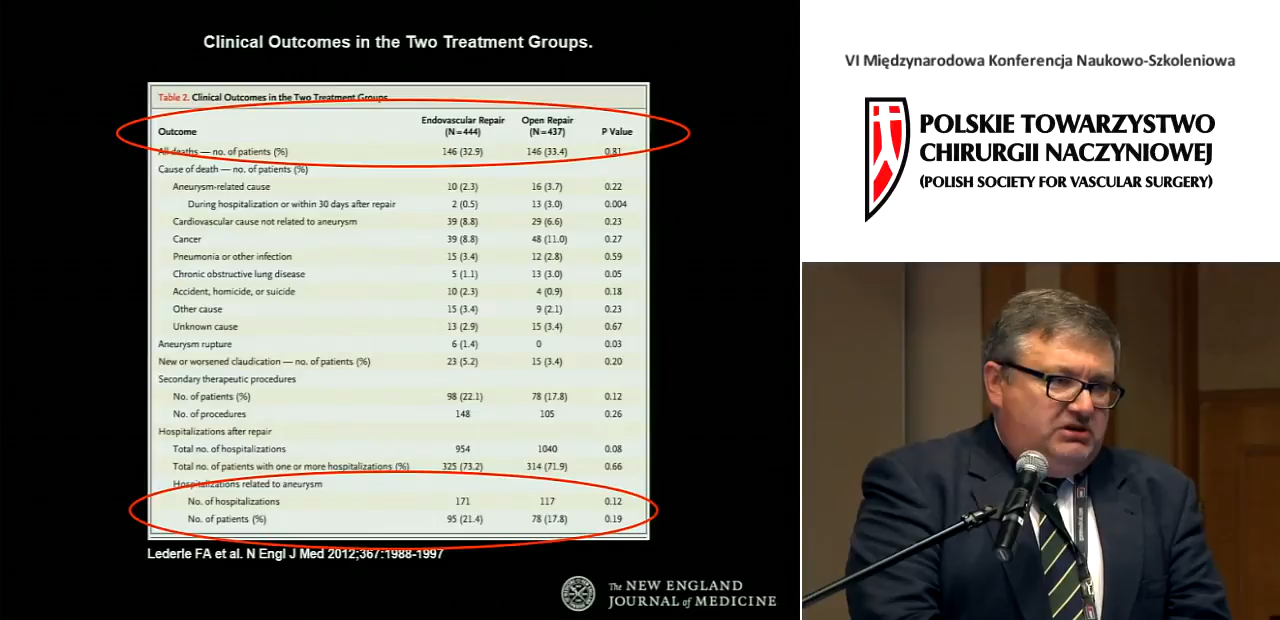 Clinical Outcomes in the Two Treatment Groups.
Table 2. Clinical Outcomes in the Two Treatment Groups.
Outcome Endovascular Repair (N=444) Open Repair (N=437) P Value
All deaths — no. of patients (%) 146 (32.9) 146 (33.4) 0.81
Cause of death — no. of patients (%)
Aneurysm-related cause 10 (2.3) 16 (3.7) 0.22
During hospitalization or within 30 days after repair 2 (0.5) 13 (3.0) 0.004
Cardiovascular cause not related to aneurysm 39 (8.8) 29 (6.6) 0.23
Cancer 39 (8.8) 48 (11.0) 0.27
Pneumonia or other infection 15 (3.4) 12 (2.8) 0.59
Chronic obstructive lung disease 5 (1.1) 13 (3.0) 0.05
Accident, homicide, or suicide 10 (2.3) 4 (0.9) 0.18
Other cause 15 (3.4) 9 (2.1) 0.23
Unknown cause 13 (2.9) 15 (3.4) 0.67
Aneurysm rupture 6 (1.4) 0 0.03
New or worsened claudication — no. of patients (%) 23 (5.2) 15 (3.4) 0.20
Secondary therapeutic procedures
No. of patients (%) 98 (22.1) 78 (17.8) 0.12
No. of procedures 148 105 0.26
Hospitalizations after repair
Total no. of hospitalizations 954 1040 0.08
Total no. of patients with one or more hospitalizations (%) 325 (73.2) 314 (71.9) 0.66
Hospitalizations related to aneurysm
No. of hospitalizations 171 117 0.12
No. of patients (%) 95 (21.4) 78 (17.8) 0.19
Lederle FA et al. N Engl J Med 2012;367:1988-1997
The NEW ENGLAND
JOURNAL of MEDICINE
VI Międzynarodowa Konferencja Naukowo-Szkoleniowa
POLSKIE TOWARZYSTWO
CHIRURGII NACZYNIOWEJ
(POLISH SOCIETY FOR VASCULAR SURGERY)